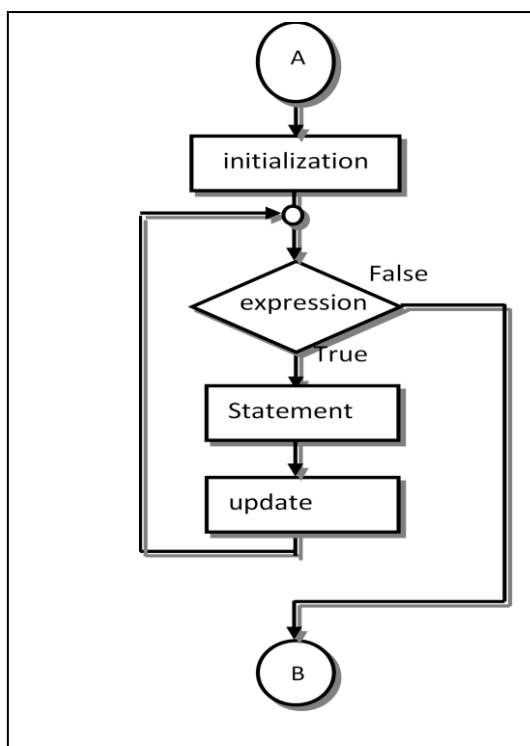 A
initialization
False
expression
True
Statement
update
B